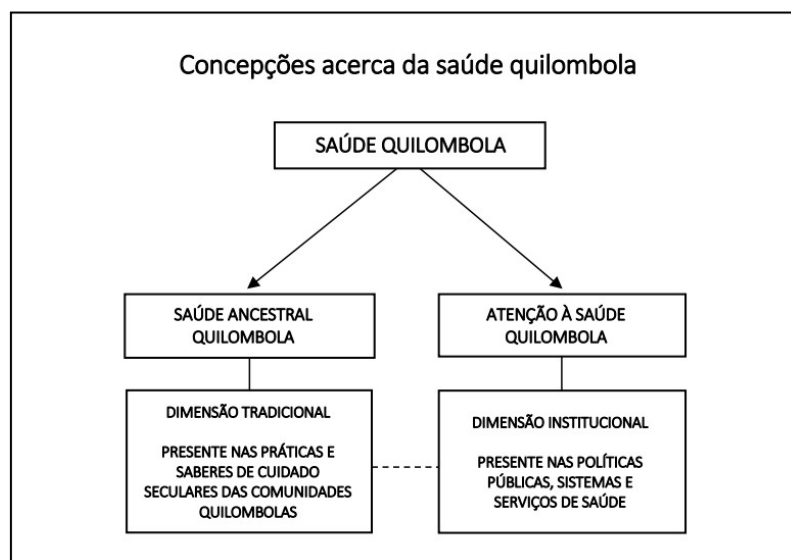 Concepções acerca da saúde quilombola
SAÚDE QUILOMBOLA
SAÚDE ANCESTRAL
QUILOMBOLA
DIMENSÃO TRADICIONAL
PRESENTE NAS PRÁTICAS E
SABERES DE CUIDADO
SECULARES DAS COMUNIDADES
QUILOMBOLAS
ATENÇÃO À SAÚDE
QUILOMBOLA
DIMENSÃO INSTITUCIONAL
PRESENTE NAS POLÍTICAS
PÚBLICAS, SISTEMAS E
SERVIÇOS DE SAÚDE